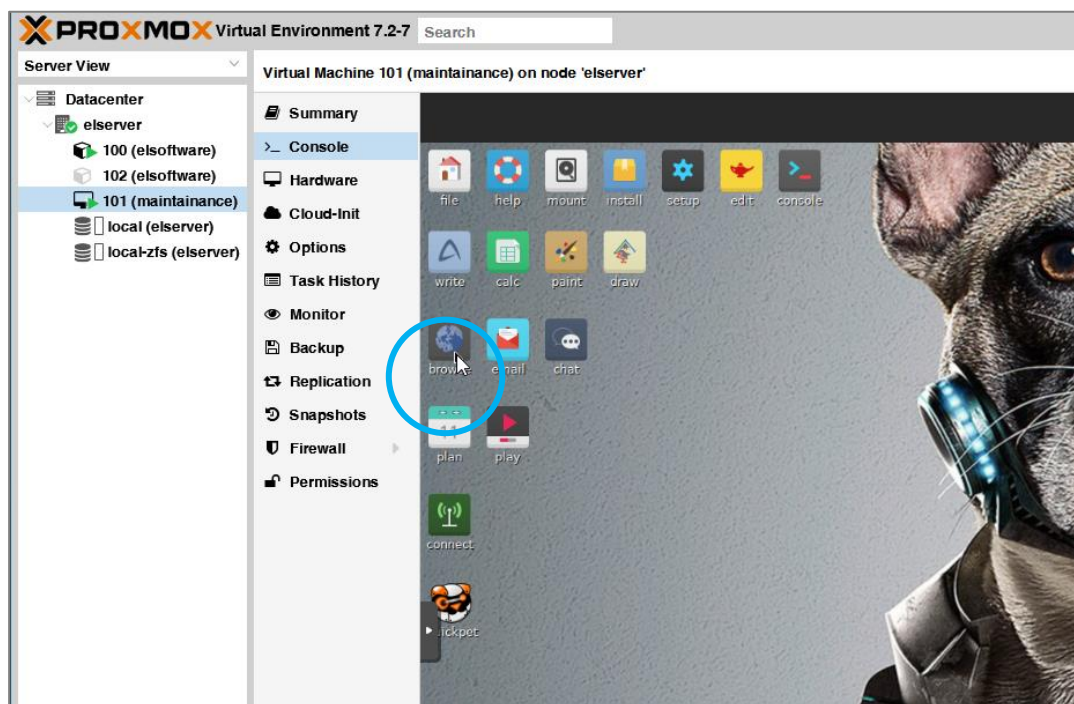 PROXMOX Virtual Environment 7.2-7 Search
Server View
Virtual Machine 101 (maintainance) on node 'elserver'
Datacenter
elserver
100 (elsoftware)
102 (elsoftware)
101 (maintainance)
local (elserver)
local-zfs (elserver)
Summary
Console
Hardware
Cloud-Init
Options
Task History
Monitor
Backup
Replication
Snapshots
Firewall
Permissions
file help mount install setup edit console
write calc paint draw
email chat
11
plan play
connect